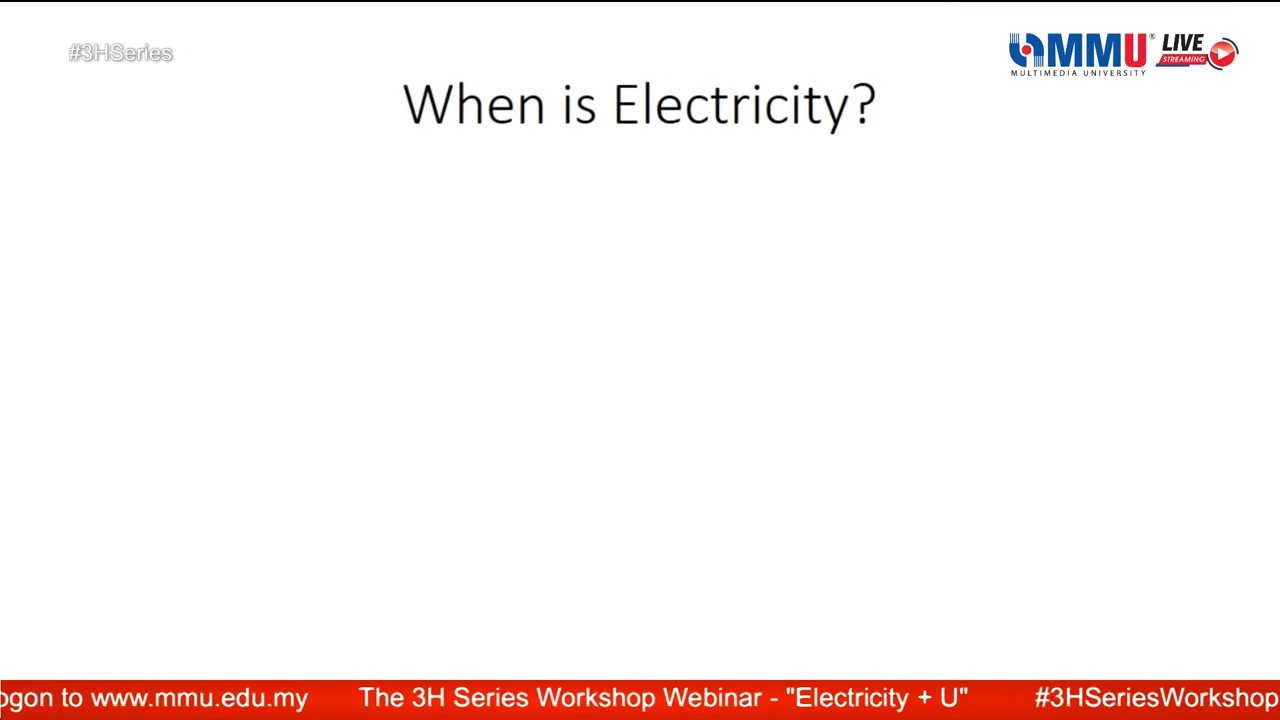 #3HSeries
MMU®
MULTIMEDIA UNIVERSITY
LIVE
STREAMING
When is Electricity?
ogon to www.mmu.edu.my The 3H Series Workshop Webinar - "Electricity + U" #3HSeriesWorkshop